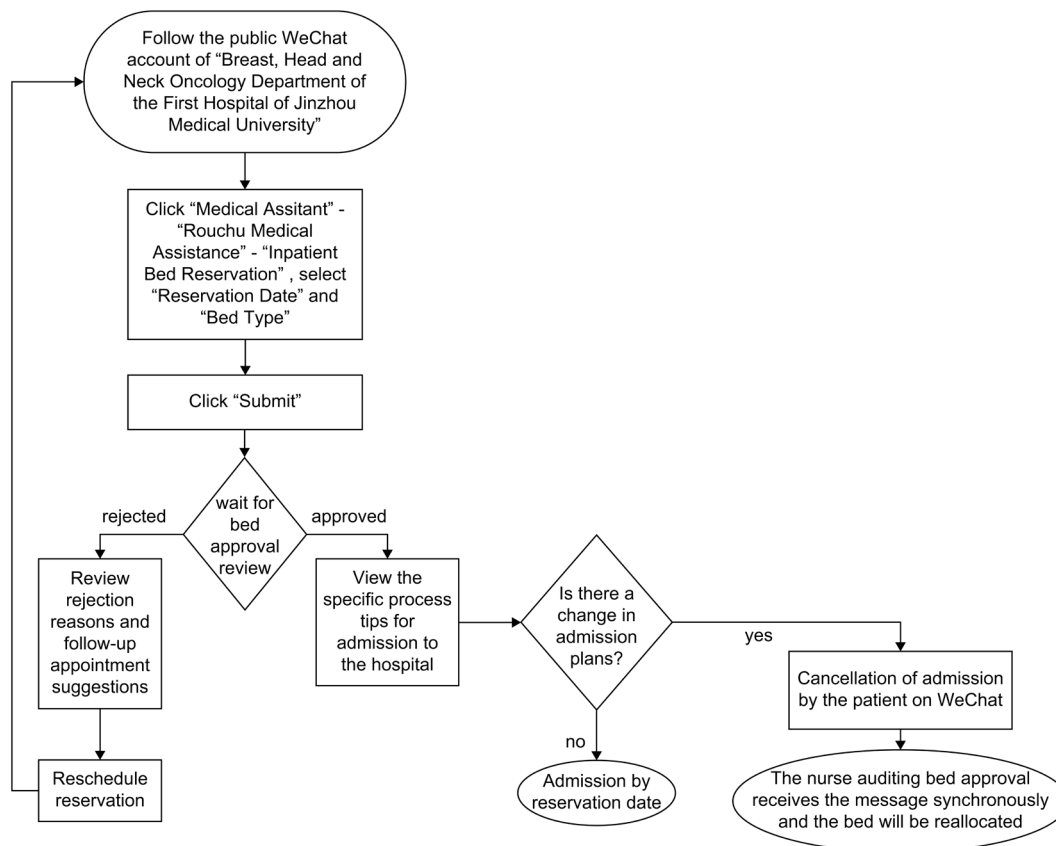 Follow the public WeChat
account of “Breast, Head and
Neck Oncology Department of
the First Hospital of Jinzhou
Medical University”
Click “Medical Assitant” -
“Rouchu Medical
Assistance” - “Inpatient
Bed Reservation” , select
“Reservation Date” and
“Bed Type”
Click “Submit”
wait for
bed
approval
review
rejected
approved
Review
rejection
reasons and
follow-up
appointment
suggestions
View the
specific process
tips for
admission to
the hospital
Is there a
change in
admission
plans?
yes
no
Cancellation of admission
by the patient on WeChat
Reschedule
reservation
Admission by
reservation date
The nurse auditing bed approval
receives the message synchronously
and the bed will be reallocated